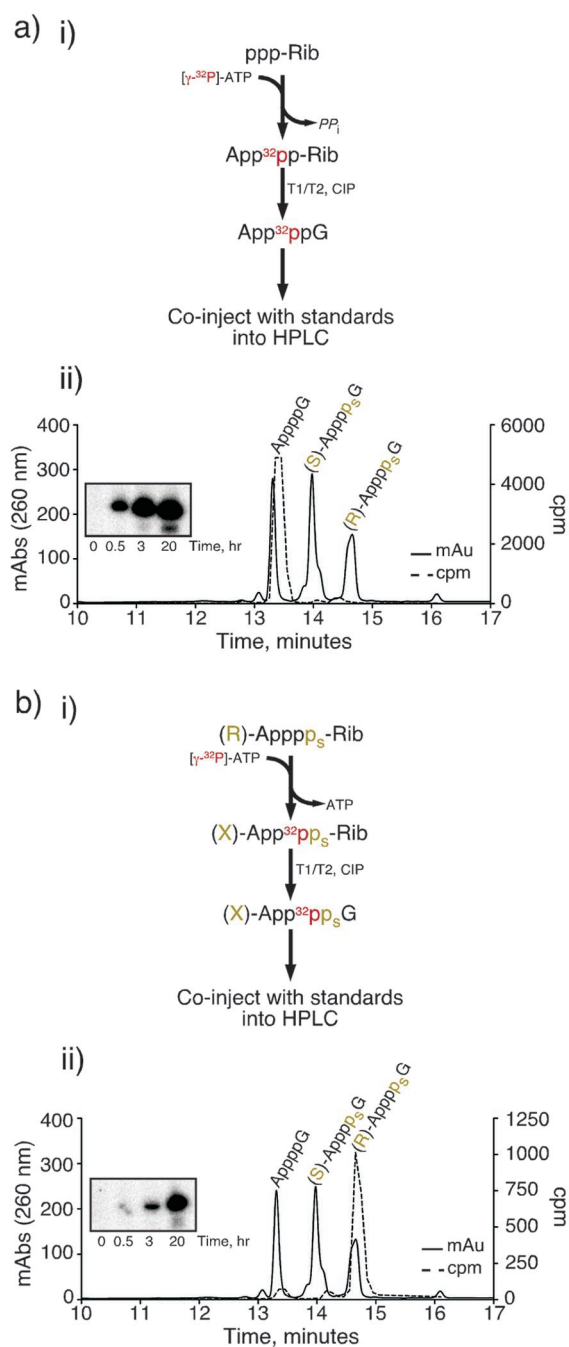 a) i)
ppp-Rib
[γ-³²P]-ATP
PPi
App³²pp-Rib
T1/T2, CIP
App³²ppG
Co-inject with standards
into HPLC
ii)
AppppG
(S)-AppppsG
(R)-AppppsG
mAbs (260 nm)
400
300
200
100
0
6000
4000
2000
0
cpm
0 0.5 3 20 Time, hr
mAu
cpm
10 11 12 13 14 15 16 17
Time, minutes
b) i)
(R)-Apppps-Rib
[γ-³²P]-ATP
ATP
(X)-App³²pps-Rib
T1/T2, CIP
(X)-App³²ppsG
Co-inject with standards
into HPLC
ii)
AppppG
(S)-AppppsG
(R)-AppppsG
mAbs (260 nm)
400
300
200
100
0
1250
1000
750
500
250
0
cpm
0 0.5 3 20 Time, hr
mAu
cpm
10 11 12 13 14 15 16 17
Time, minutes